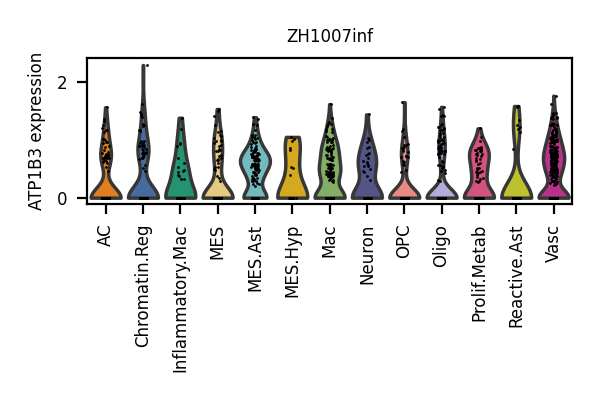 ZH1007inf
ATP1B3 expression
2
0
AC
Chromatin.Reg
Inflammatory.Mac
MES
MES.Ast
MES.Hyp
Mac
Neuron
OPC
Oligo
Prolif.Metab
Reactive.Ast
Vasc